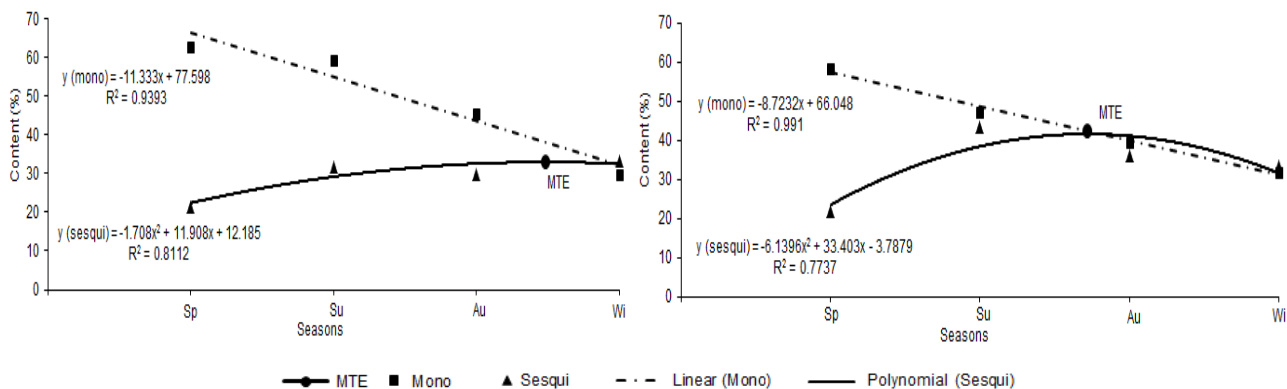 70
60
50
40
30
20
10
0
Content (%)
y (mono) = -11.333x + 77.598
R² = 0.9393
MTE
y (sesqui) = -1.708x² + 11.908x + 12.185
R² = 0.8112
Sp Su Au Wi
Seasons
70
60
50
40
30
20
10
0
Content (%)
y (mono) = -8.7232x + 66.048
R² = 0.991
MTE
y (sesqui) = -6.1396x² + 33.403x - 3.7879
R² = 0.7737
Sp Su Au Wi
Seasons
MTE Mono Sesqui Linear (Mono) Polynomial (Sesqui)